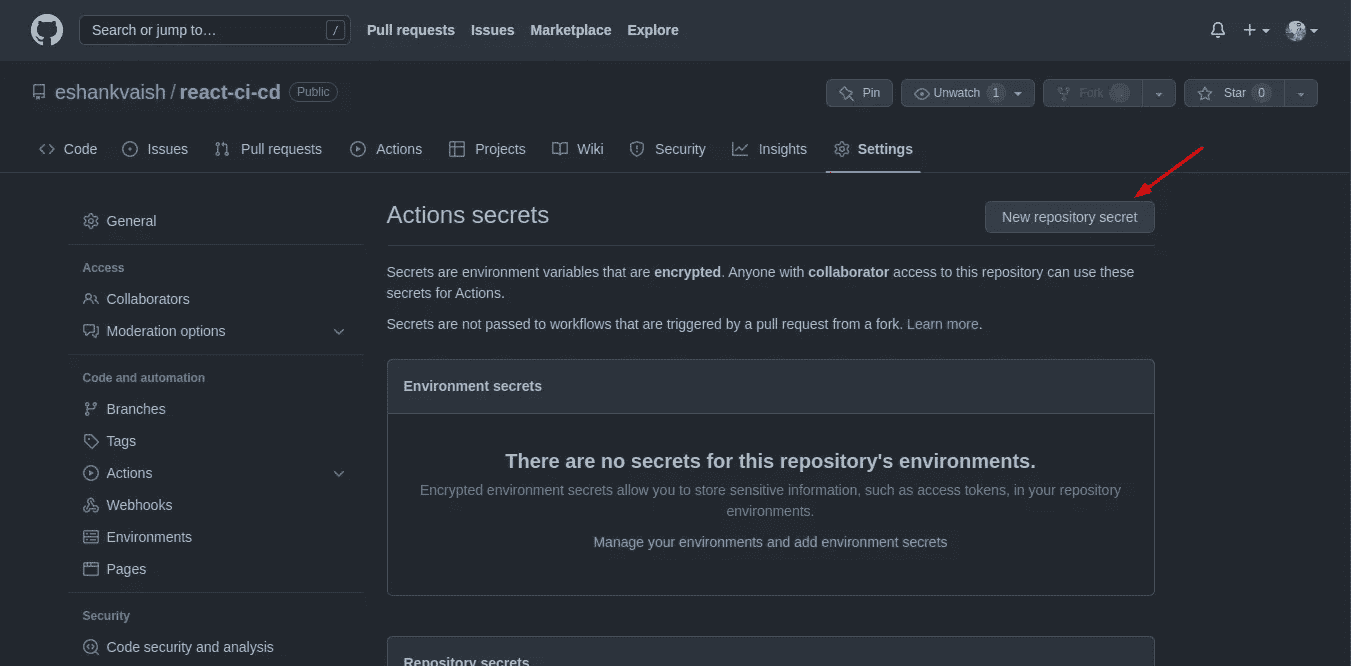 Search or jump to… /
Pull requests Issues Marketplace Explore
eshankvaish / react-ci-cd Public
Pin Unwatch 1 Fork Star 0
Code Issues Pull requests Actions Projects Wiki Security Insights Settings
General
Access
Collaborators
Moderation options
Code and automation
Branches
Tags
Actions
Webhooks
Environments
Pages
Security
Code security and analysis
Actions secrets
New repository secret
Secrets are environment variables that are encrypted. Anyone with collaborator access to this repository can use these
secrets for Actions.
Secrets are not passed to workflows that are triggered by a pull request from a fork. Learn more.
Environment secrets
There are no secrets for this repository's environments.
Encrypted environment secrets allow you to store sensitive information, such as access tokens, in your repository
environments.
Manage your environments and add environment secrets
Repository secrets